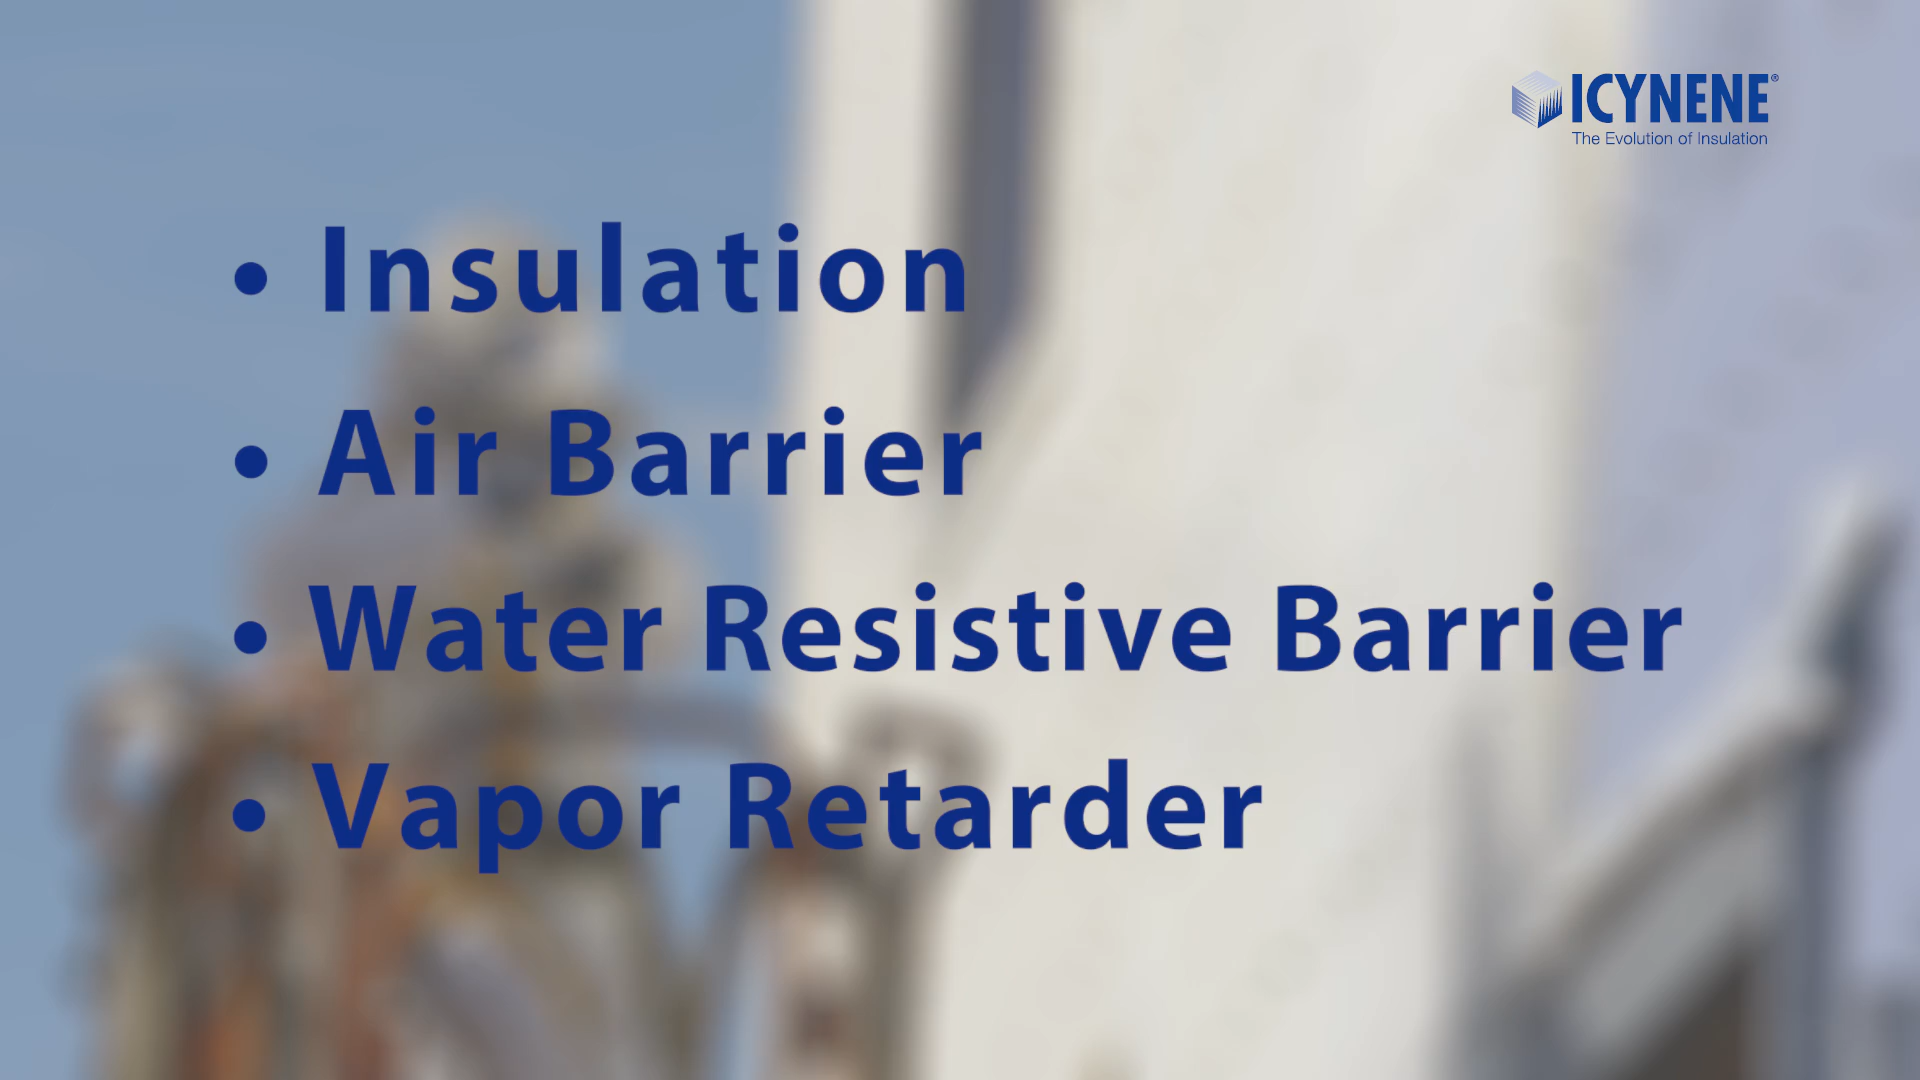 ICYNENE®
The Evolution of Insulation
• Insulation
• Air Barrier
• Water Resistive Barrier
• Vapor Retarder